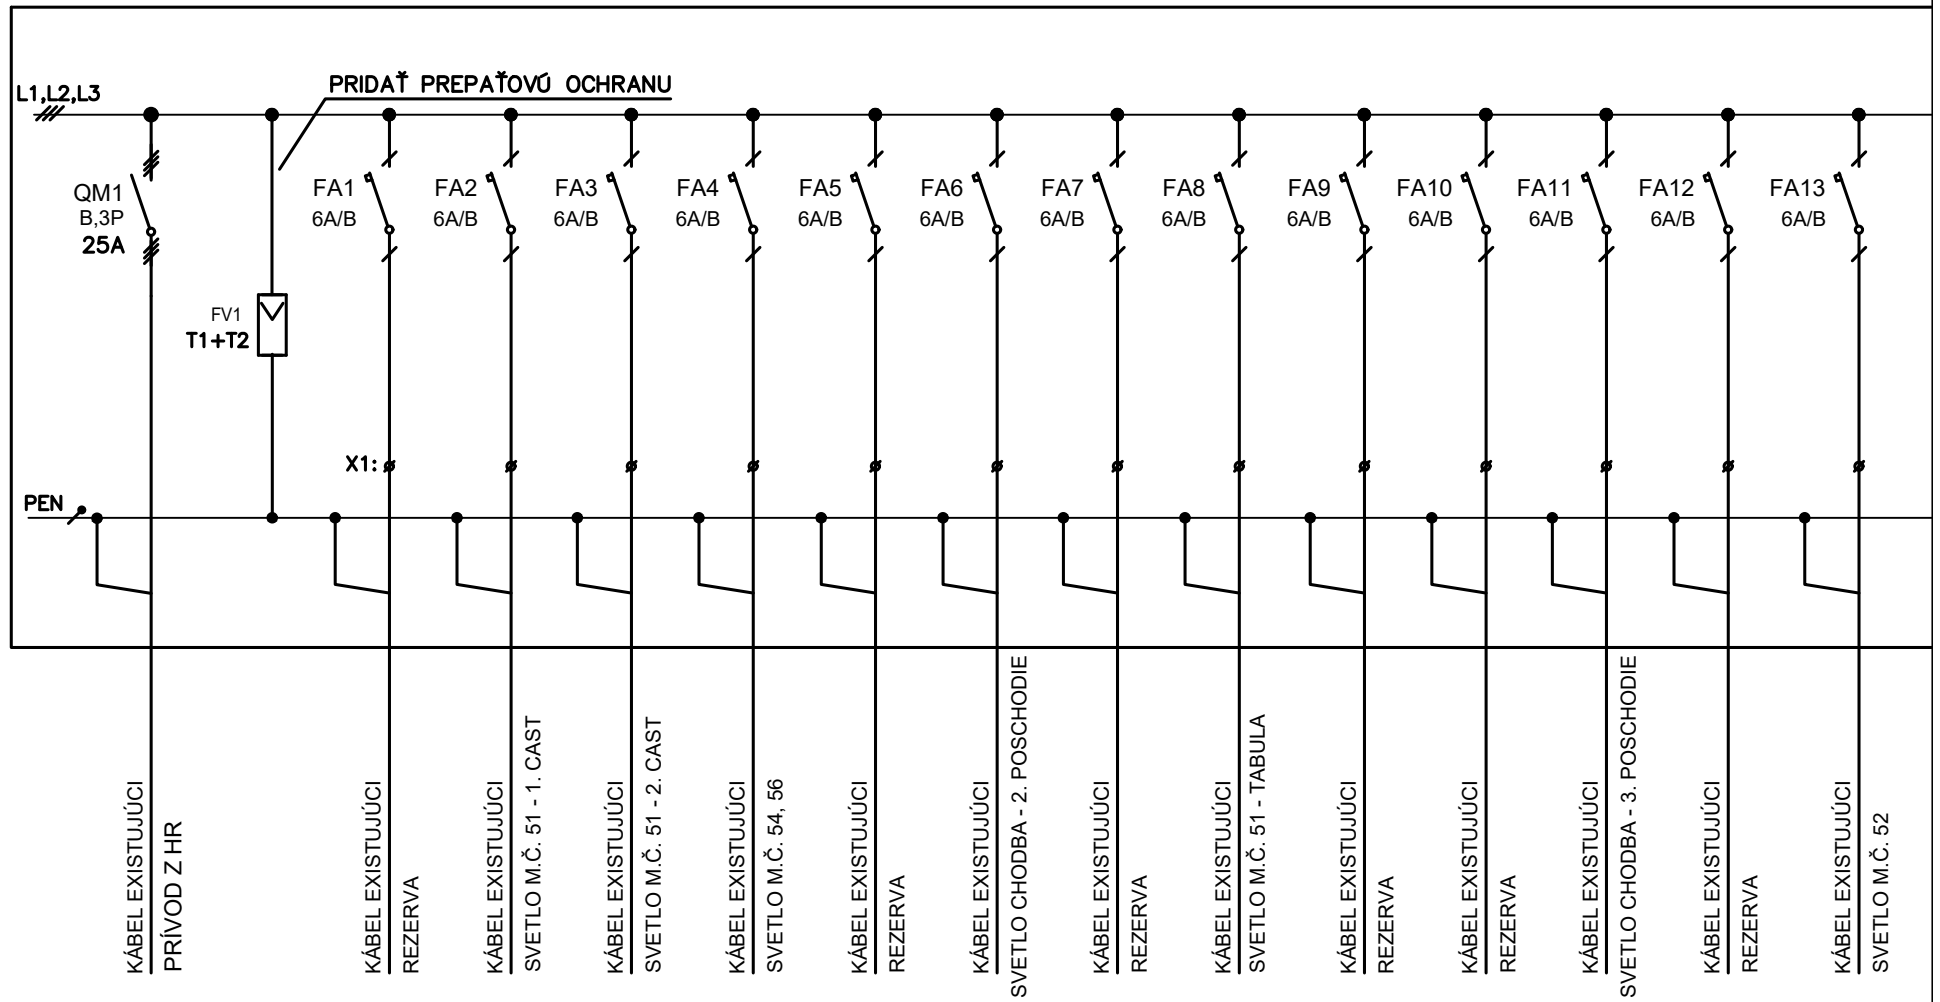 PRIDAŤ PREPAŤOVÚ OCHRANU
L1,L2,L3
QM1
B,3P
25A
FV1
T1+T2
FA1
6A/B
FA2
6A/B
FA3
6A/B
FA4
6A/B
FA5
6A/B
FA6
6A/B
FA7
6A/B
FA8
6A/B
FA9
6A/B
FA10
6A/B
FA11
6A/B
FA12
6A/B
FA13
6A/B
X1:
PEN
KÁBEL EXISTUJÚCI
PRÍVOD Z HR
KÁBEL EXISTUJÚCI
REZERVA
KÁBEL EXISTUJÚCI
SVETLO M.Č. 51 - 1. CAST
KÁBEL EXISTUJÚCI
SVETLO M.Č. 51 - 2. CAST
KÁBEL EXISTUJÚCI
SVETLO M.Č. 54, 56
KÁBEL EXISTUJÚCI
REZERVA
KÁBEL EXISTUJÚCI
SVETLO CHODBA - 2. POSCHODIE
KÁBEL EXISTUJÚCI
REZERVA
KÁBEL EXISTUJÚCI
SVETLO M.Č. 51 - TABULA
KÁBEL EXISTUJÚCI
REZERVA
KÁBEL EXISTUJÚCI
REZERVA
KÁBEL EXISTUJÚCI
SVETLO CHODBA - 3. POSCHODIE
KÁBEL EXISTUJÚCI
REZERVA
KÁBEL EXISTUJÚCI
SVETLO M.Č. 52